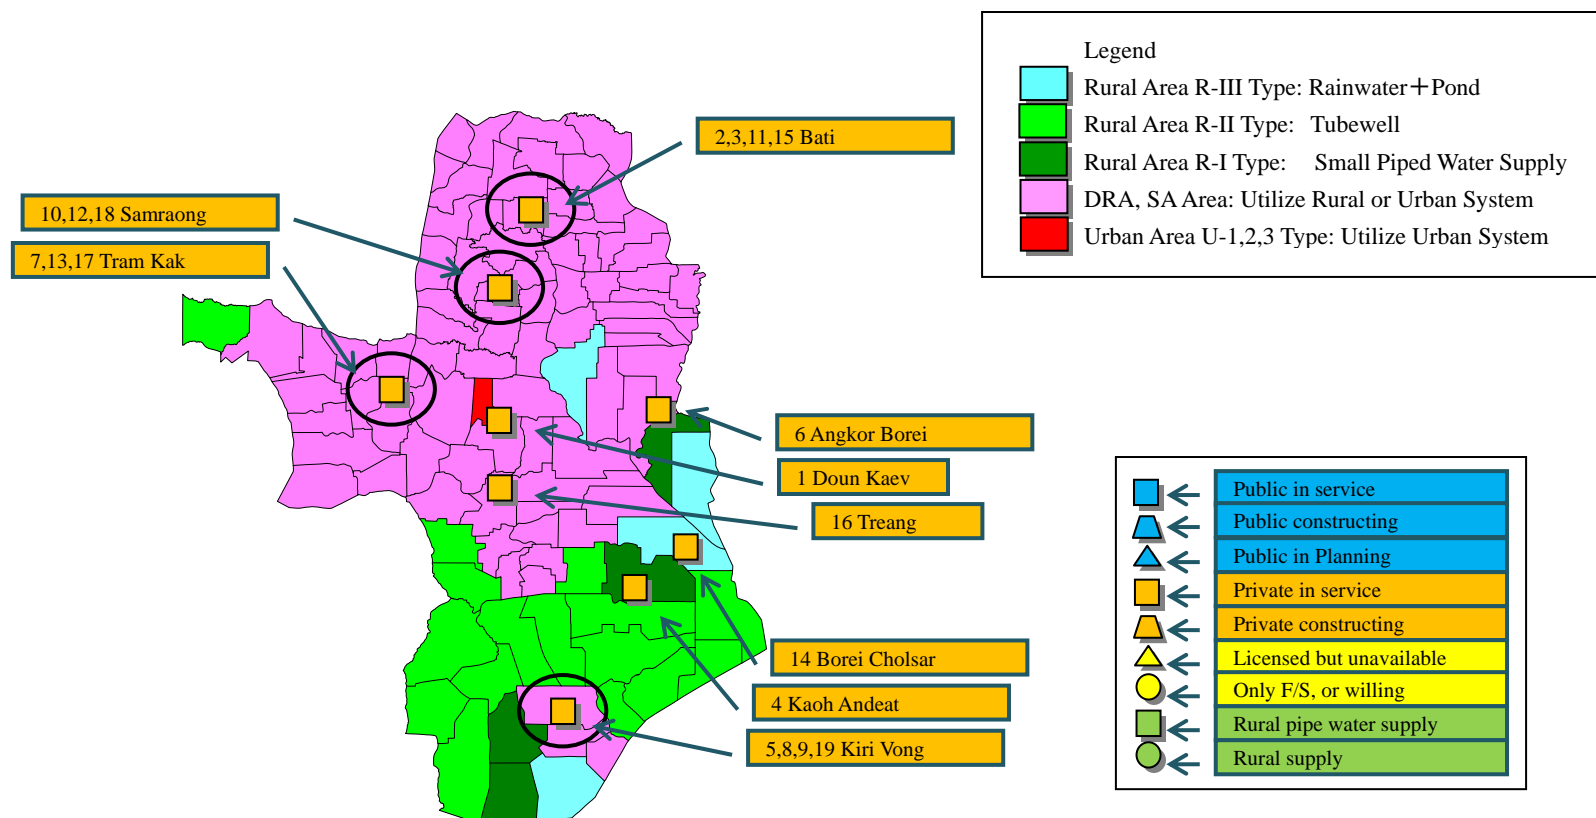 Legend
Rural Area R-III Type: Rainwater+Pond
Rural Area R-II Type: Tubewell
Rural Area R-I Type: Small Piped Water Supply
DRA, SA Area: Utilize Rural or Urban System
Urban Area U-1,2,3 Type: Utilize Urban System
2,3,11,15 Bati
10,12,18 Samraong
7,13,17 Tram Kak
6 Angkor Borei
1 Doun Kaev
16 Treang
14 Borei Cholsar
4 Kaoh Andeat
5,8,9,19 Kiri Vong
Public in service
Public constructing
Public in Planning
Private in service
Private constructing
Licensed but unavailable
Only F/S, or willing
Rural pipe water supply
Rural supply